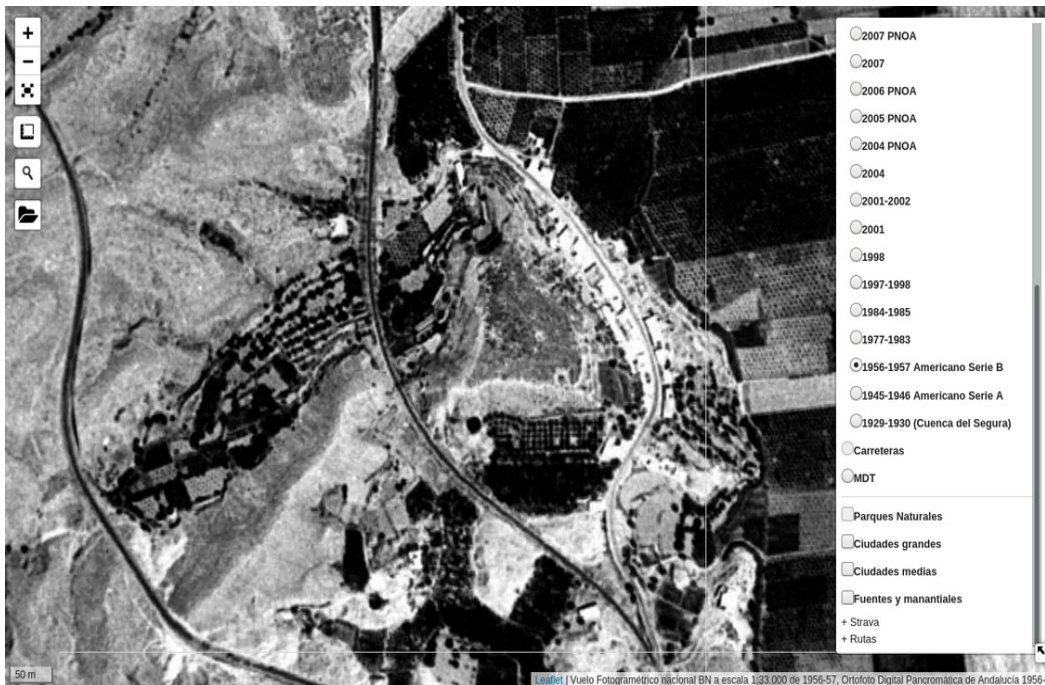 +
−
2007 PNOA
2007
2006 PNOA
2005 PNOA
2004 PNOA
2004
2001-2002
2001
1998
1997-1998
1984-1985
1977-1983
1956-1957 Americano Serie B
1945-1946 Americano Serie A
1929-1930 (Cuenca del Segura)
Carreteras
MDT
Parques Naturales
Ciudades grandes
Ciudades medias
Fuentes y manantiales
+ Strava
+ Rutas
50 m
Leaflet | Vuelo Fotogramétrico nacional BN a escala 1:33.000 de 1956-57, Ortofoto Digital Pancromática de Andalucía 1956-